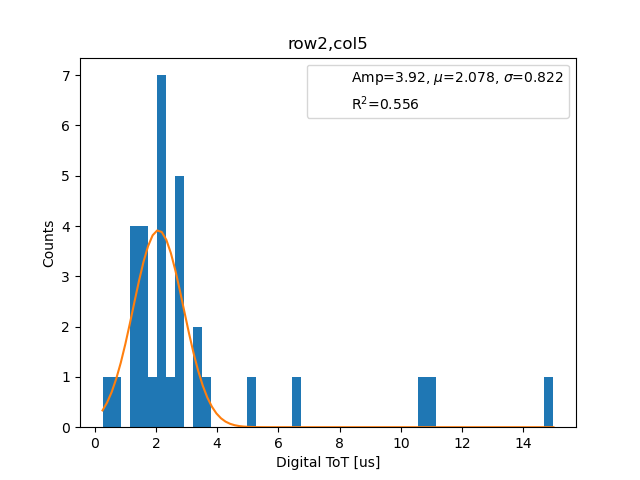 row2,col5
Amp=3.92, μ=2.078, σ=0.822
R²=0.556
7
6
5
4
3
2
1
0
Counts
0 2 4 6 8 10 12 14
Digital ToT [us]